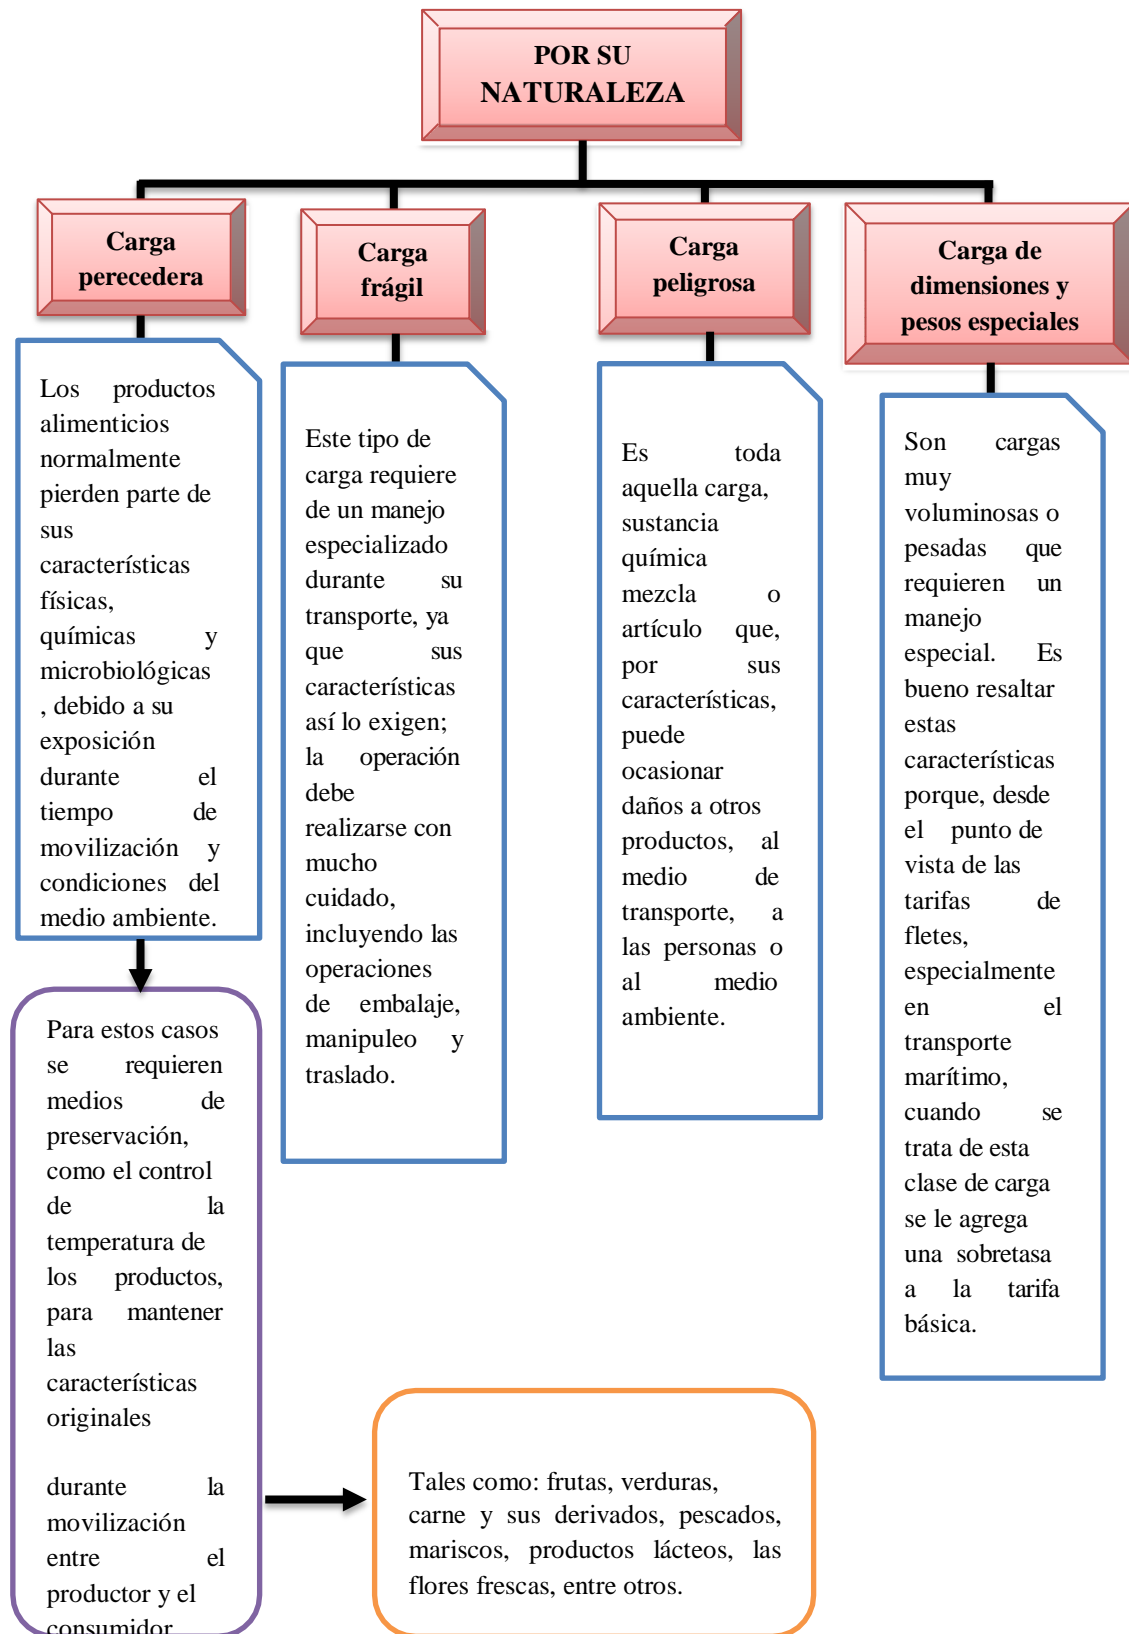 POR SU
NATURALEZA
Carga
perecedera
Carga
frágil
Carga
peligrosa
Carga de
dimensiones y
pesos especiales
Los productos
alimenticios
normalmente
pierden parte de
sus
características
físicas,
químicas y
microbiológicas
, debido a su
exposición
durante el
tiempo de
movilización y
condiciones del
medio ambiente.
Este tipo de
carga requiere
de un manejo
especializado
durante su
transporte, ya
que sus
características
así lo exigen;
la operación
debe
realizarse con
mucho
cuidado,
incluyendo las
operaciones
de embalaje,
manipuleo y
traslado.
Es toda
aquella carga,
sustancia
química
mezcla o
artículo que,
por sus
características,
puede
ocasionar
daños a otros
productos, al
medio de
transporte, a
las personas o
al medio
ambiente.
Son cargas
muy
voluminosas o
pesadas que
requieren un
manejo
especial. Es
bueno resaltar
estas
características
porque, desde
el punto de
vista de las
tarifas de
fletes,
especialmente
en el
transporte
marítimo,
cuando se
trata de esta
clase de carga
se le agrega
una sobretasa
a la tarifa
básica.
Para estos casos
se requieren
medios de
preservación,
como el control
de la
temperatura de
los productos,
para mantener
las
características
originales
durante la
movilización
entre el
productor y el
consumidor
Tales como: frutas, verduras,
carne y sus derivados, pescados,
mariscos, productos lácteos, las
flores frescas, entre otros.